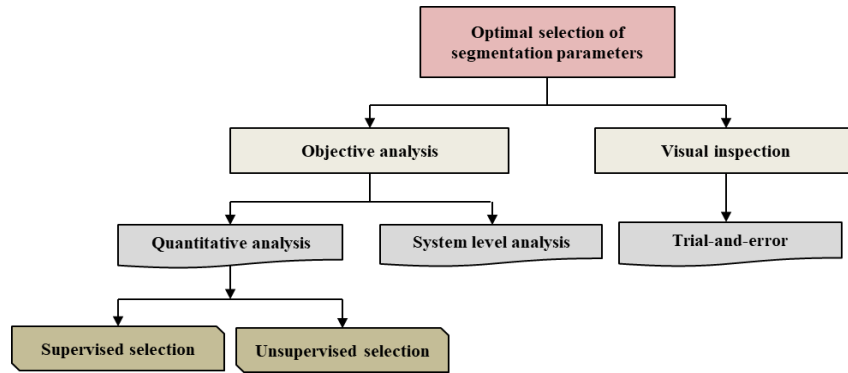 Optimal selection of
segmentation parameters
Objective analysis
Visual inspection
Quantitative analysis
System level analysis
Trial-and-error
Supervised selection
Unsupervised selection